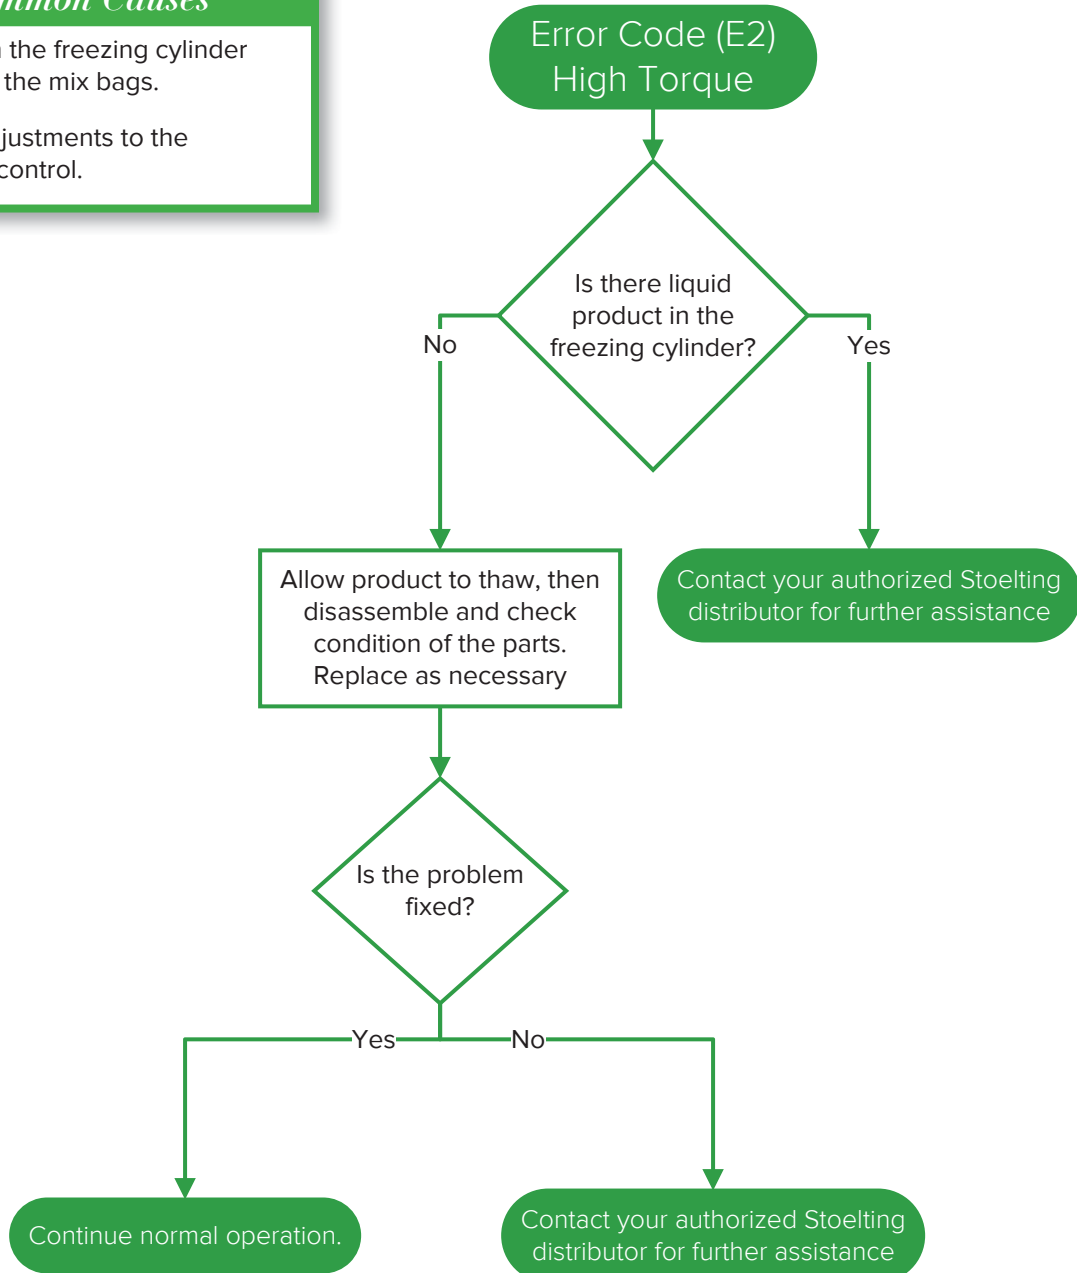 Causes
the freezing cylinder
the mix bags.
to the
control.
Error Code (E2)
High Torque
Is there liquid
product in the
freezing cylinder?
No
Yes
Allow product to thaw, then
disassemble and check
condition of the parts.
Replace as necessary
Contact your authorized Stoelting
distributor for further assistance
Is the problem
fixed?
Yes
No
Continue normal operation.
Contact your authorized Stoelting
distributor for further assistance